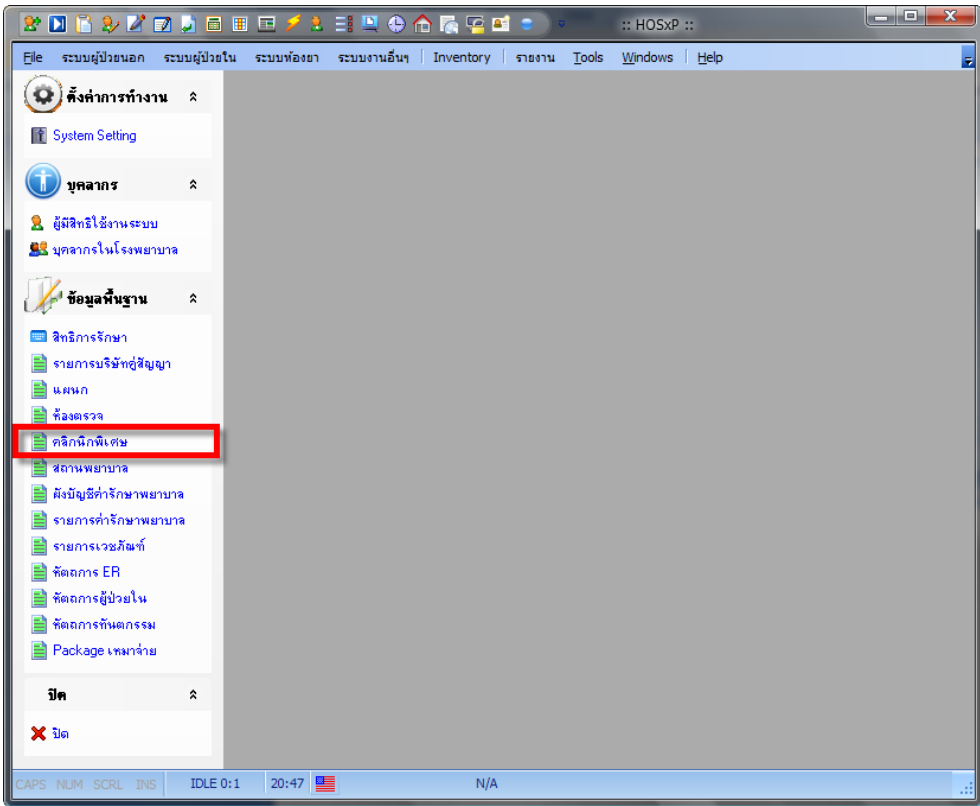 :: HOSxP ::
File ระบบผู้ป่วยนอก ระบบผู้ป่วยใน ระบบห้องยา ระบบงานอื่นๆ Inventory รายงาน Tools Windows Help
ตั้งค่าการทำงาน
System Setting
บุคลากร
ผู้มีสิทธิใช้งานระบบ
บุคลากรในโรงพยาบาล
ข้อมูลพื้นฐาน
สิทธิการรักษา
รายการบริษัทคู่สัญญา
แผนก
ห้องตรวจ
คลิกนิกพิเศษ
สถานพยาบาล
ผังบัญชีค่ารักษาพยาบาล
รายการค่ารักษาพยาบาล
รายการเวชภัณฑ์
หัตถการ ER
หัตถการผู้ป่วยใน
หัตถการทันตกรรม
Package เหมาจ่าย
ปิด
ปิด
CAPS NUM SCRL INS IDLE 0:1 20:47 N/A